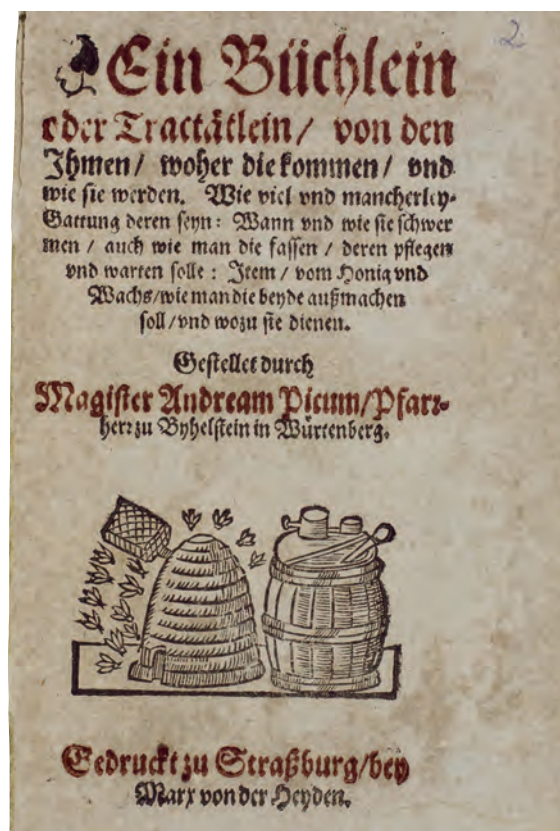 2
Ein Büchlein
oder Tractätlein / von den
Ihmen / woher die kommen / vnd
wie sie werden. Wie viel vnd mancherley
Gattung deren seyn: Wann vnd wie sie schwer
men / auch wie man die fassen / deren pflegen
vnd warten solle: Item / vom Honig vnd
Wachs/wie man die beyde außmachen
soll/vnd wozu sie dienen.
Gestellet durch
Magister Andream Picum/Pfarr-
herr zu Byhelstein in Würtenberg.
Gedruckt zu Straßburg/bey
Marx von der Heyden.